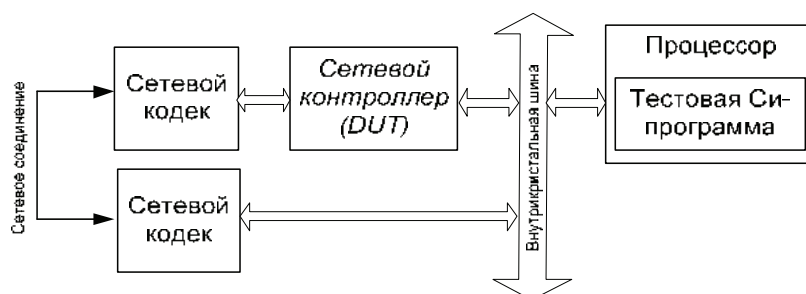 Сетевое соединение
Сетевой
кодек
Сетевой
контроллер
(DUT)
Внутрикристальная шина
Процессор
Тестовая Си-
программа
Сетевой
кодек